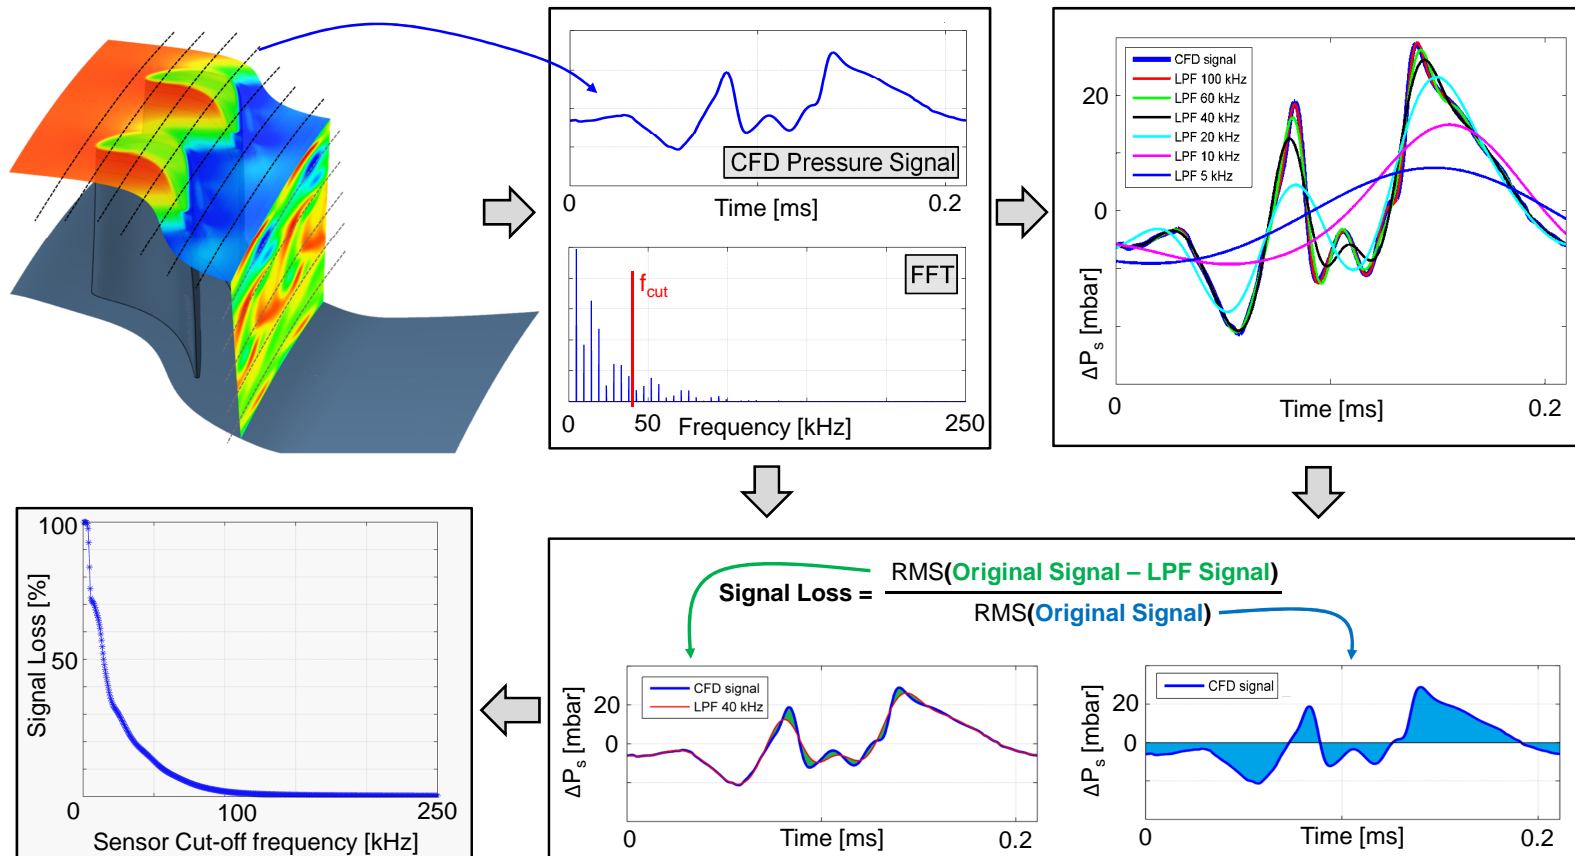 CFD Pressure Signal
0
Time [ms]
0.2
FFT
f_cut
0
50
Frequency [kHz]
250
CFD signal
LPF 100 kHz
LPF 60 kHz
LPF 40 kHz
LPF 20 kHz
LPF 10 kHz
LPF 5 kHz
20
0
ΔP_s [mbar]
0
Time [ms]
0.2
100
50
Signal Loss [%]
0
100
250
Sensor Cut-off frequency [kHz]
Signal Loss =
RMS(Original Signal – LPF Signal)
RMS(Original Signal)
CFD signal
LPF 40 kHz
20
0
ΔP_s [mbar]
0
Time [ms]
0.2
CFD signal
20
0
ΔP_s [mbar]
0
Time [ms]
0.2